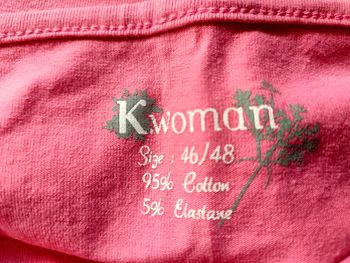 Kwoman
Size : 46/48
95% Cotton
5% Elastane